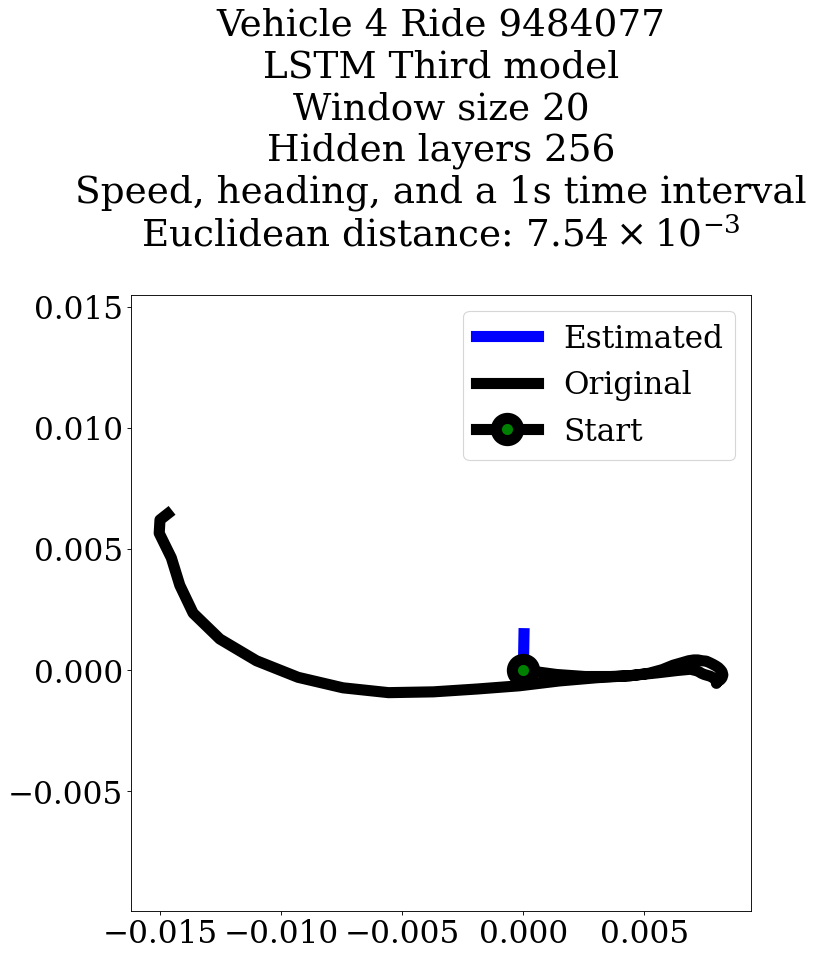 Vehicle 4 Ride 9484077
LSTM Third model
Window size 20
Hidden layers 256
Speed, heading, and a 1s time interval
Euclidean distance: 7.54 × 10⁻³
0.015
0.010
0.005
0.000
−0.005
Estimated
Original
Start
−0.015 −0.010 −0.005 0.000 0.005